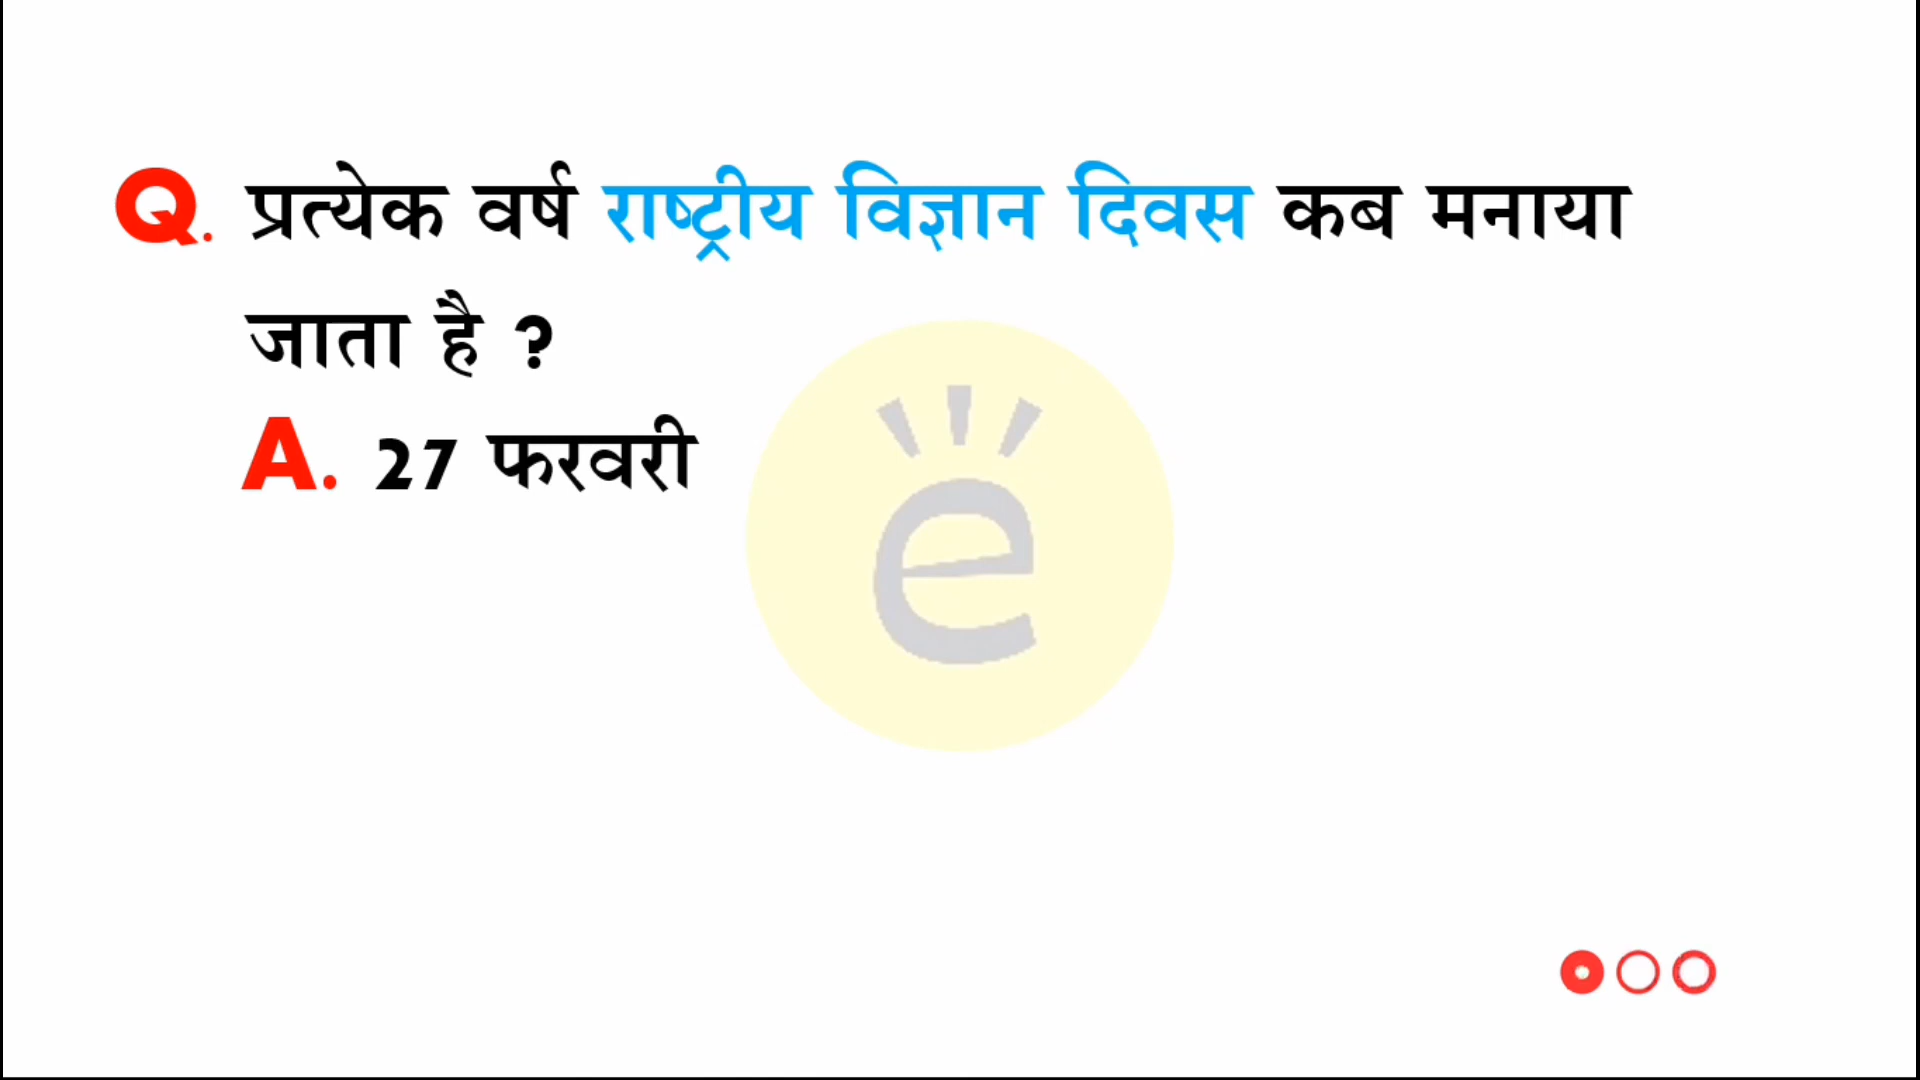 Q. प्रत्येक वर्ष राष्ट्रीय विज्ञान दिवस कब मनाया
जाता है ?
A. 27 फरवरी
e